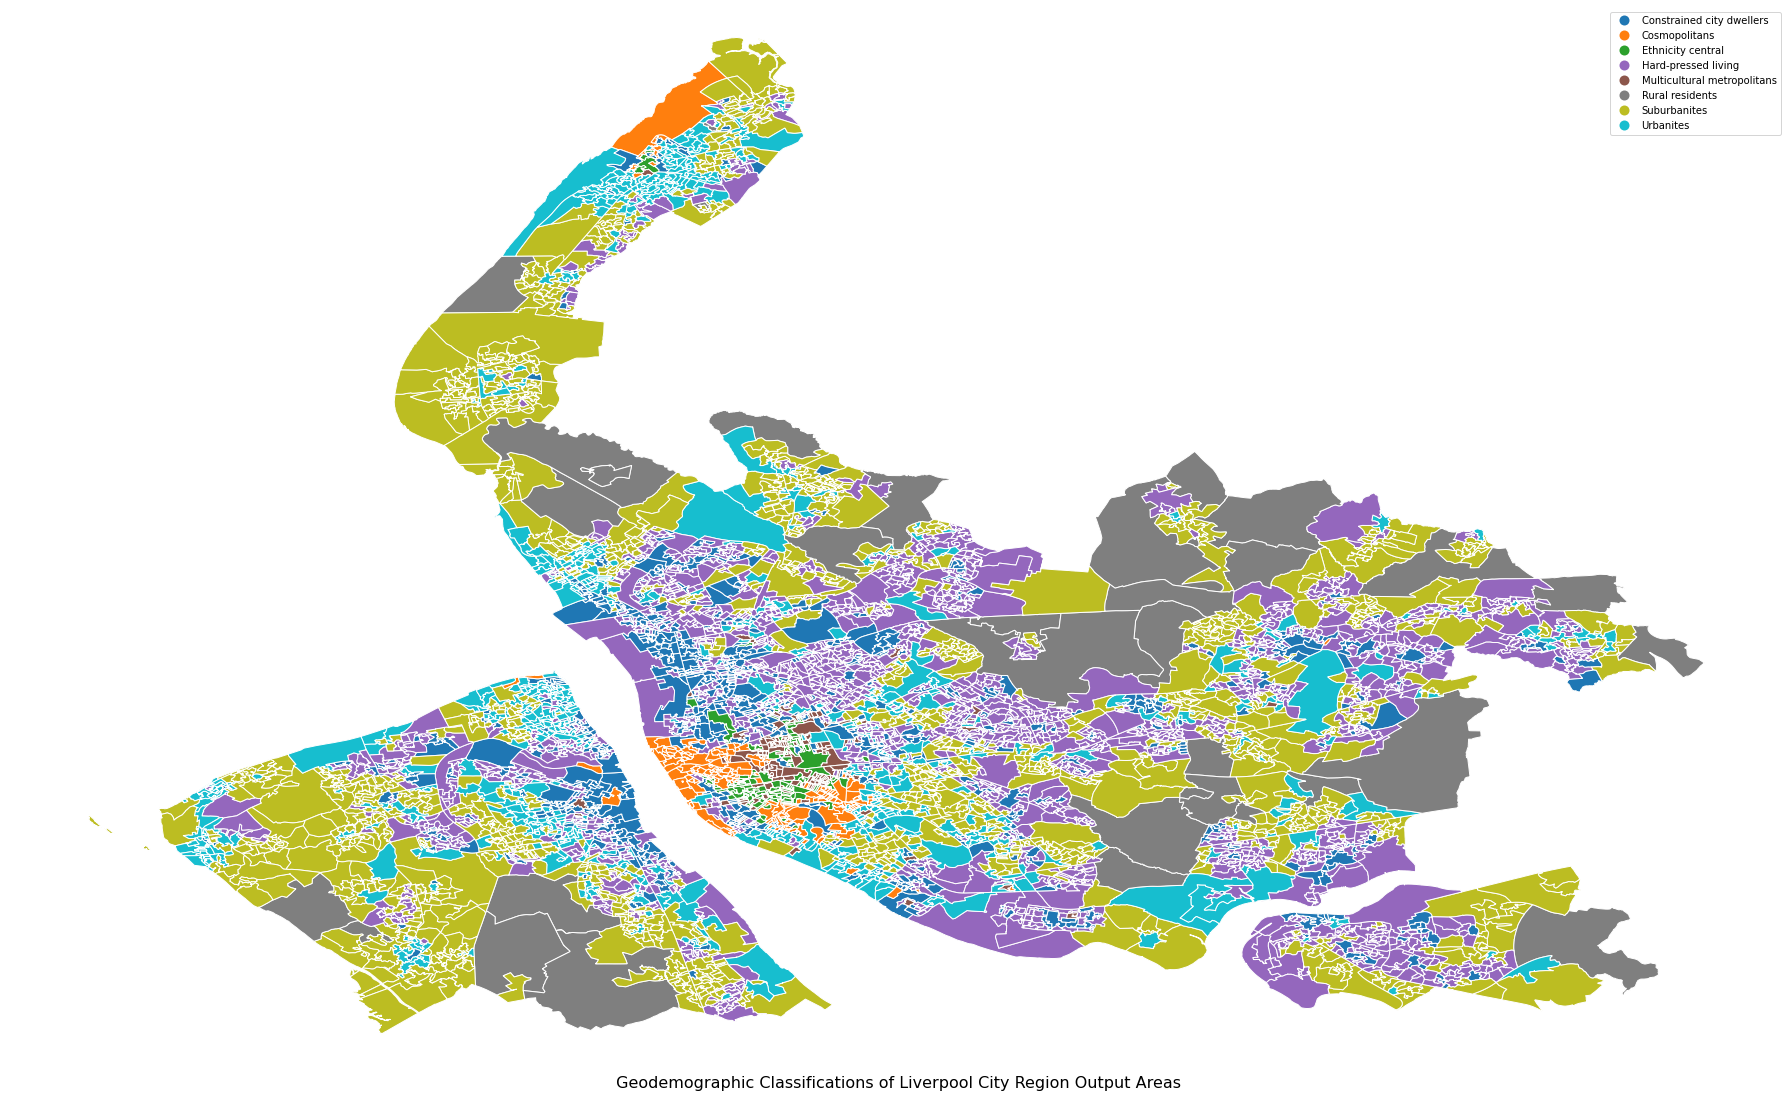 Constrained city dwellers
Cosmopolitans
Ethnicity central
Hard-pressed living
Multicultural metropolitans
Rural residents
Suburbanites
Urbanites
Geodemographic Classifications of Liverpool City Region Output Areas